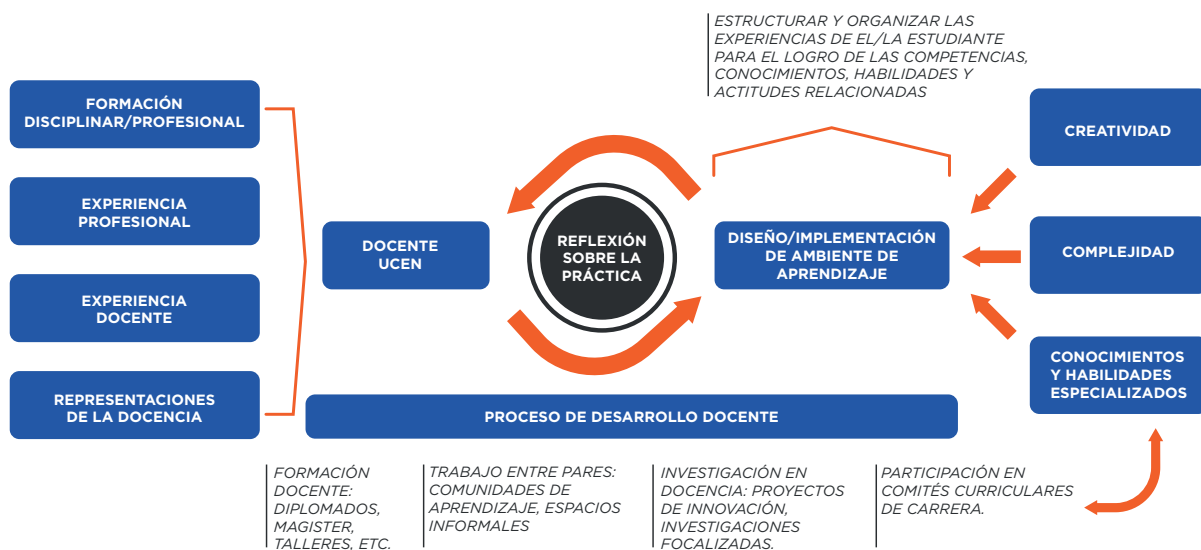 ESTRUCTURAR Y ORGANIZAR LAS
EXPERIENCIAS DE EL/LA ESTUDIANTE
PARA EL LOGRO DE LAS COMPETENCIAS,
CONOCIMIENTOS, HABILIDADES Y
ACTITUDES RELACIONADAS
FORMACIÓN
DISCIPLINAR/PROFESIONAL
EXPERIENCIA
PROFESIONAL
EXPERIENCIA
DOCENTE
REPRESENTACIONES
DE LA DOCENCIA
DOCENTE
UCEN
REFLEXIÓN
SOBRE LA
PRÁCTICA
DISEÑO/IMPLEMENTACIÓN
DE AMBIENTE DE
APRENDIZAJE
CREATIVIDAD
COMPLEJIDAD
CONOCIMIENTOS
Y HABILIDADES
ESPECIALIZADOS
PROCESO DE DESARROLLO DOCENTE
FORMACIÓN
DOCENTE:
DIPLOMADOS,
MAGISTER,
TALLERES, ETC.
TRABAJO ENTRE PARES:
COMUNIDADES DE
APRENDIZAJE, ESPACIOS
INFORMALES
INVESTIGACIÓN EN
DOCENCIA: PROYECTOS
DE INNOVACIÓN,
INVESTIGACIONES
FOCALIZADAS.
PARTICIPACIÓN EN
COMITÉS CURRICULARES
DE CARRERA.